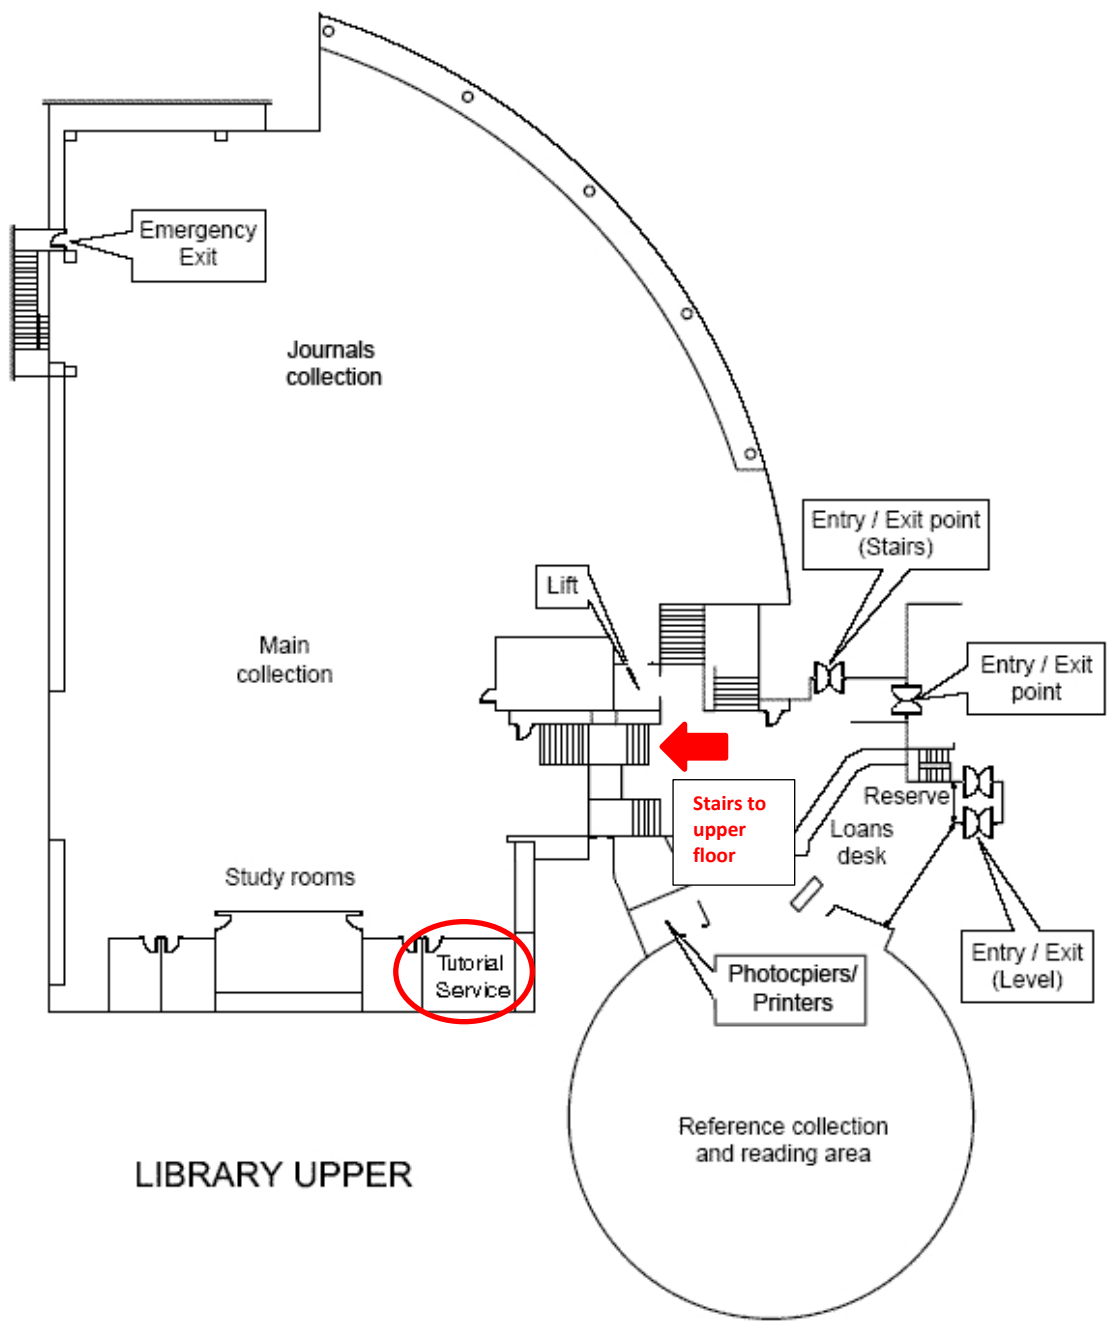 Emergency
Exit
Journals
collection
Entry / Exit point
(Stairs)
Lift
Main
collection
Entry / Exit
point
Stairs to
upper
floor
Reserve
Loans
desk
Study rooms
Tutorial
Service
Photocpiers/
Printers
Entry / Exit
(Level)
Reference collection
and reading area
LIBRARY UPPER